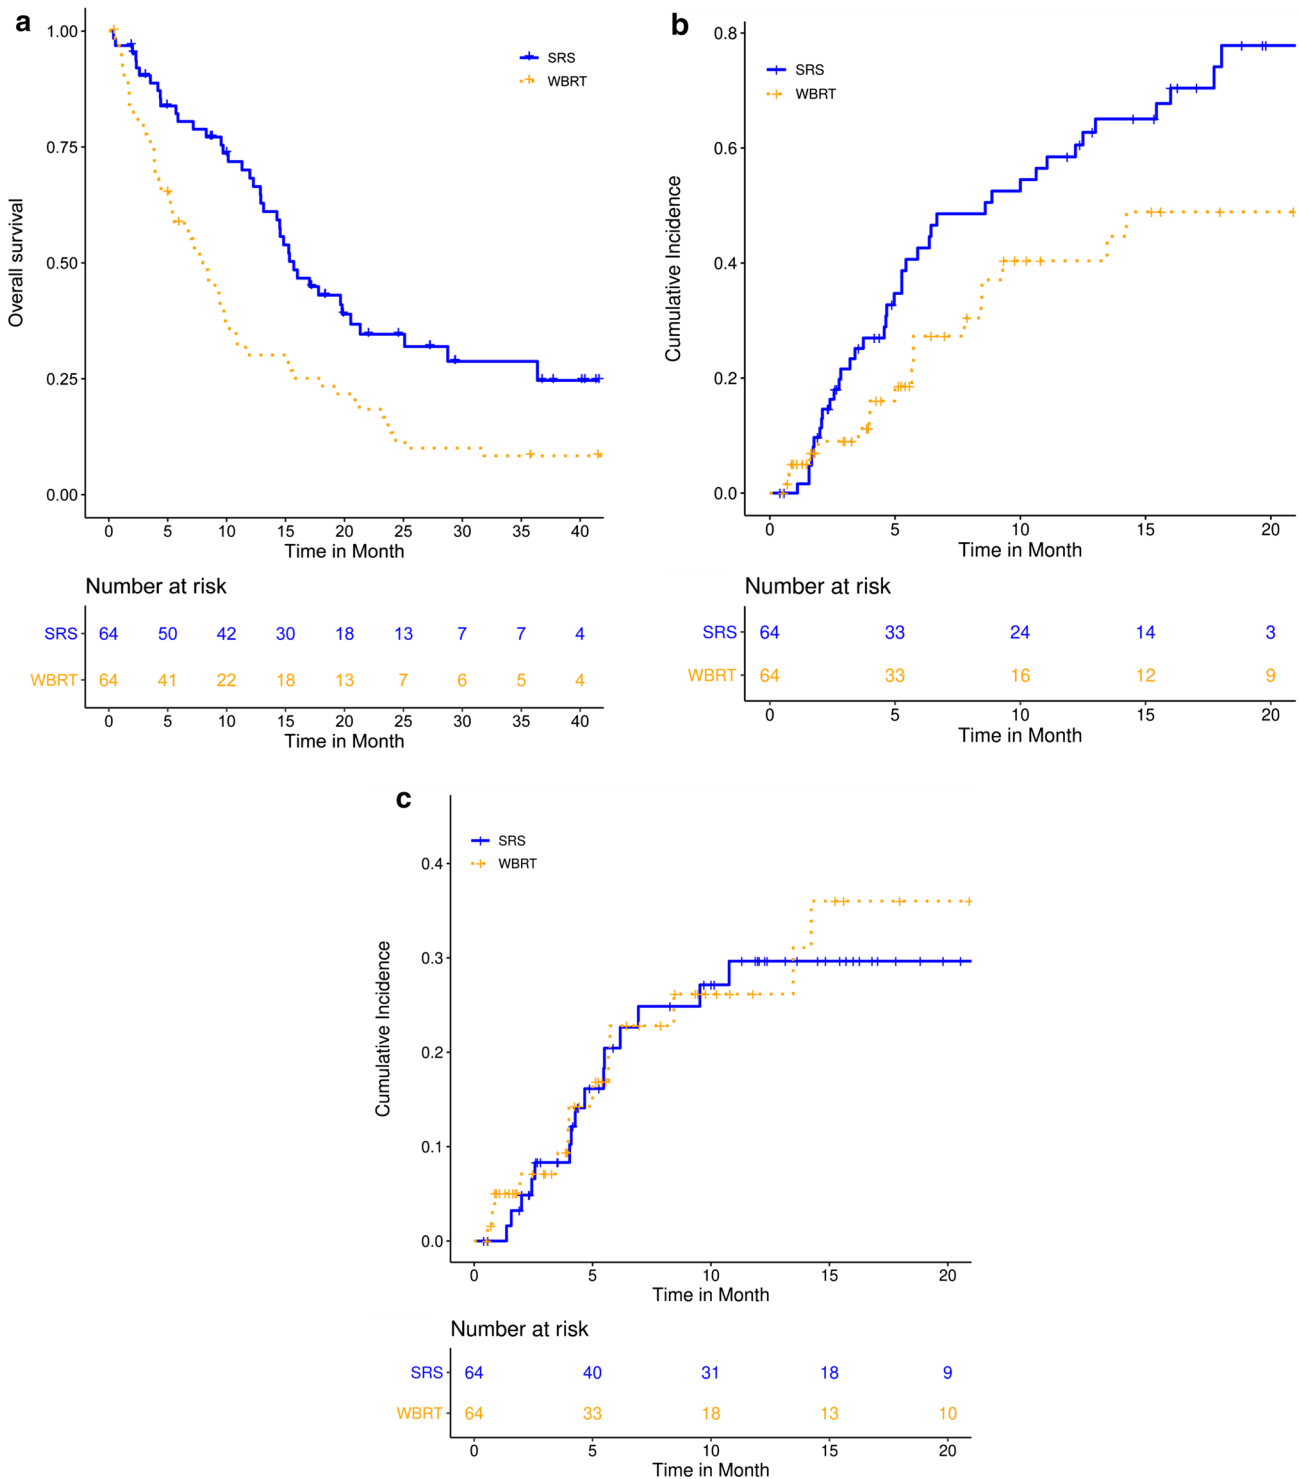 a
Overall survival
1.00
0.75
0.50
0.25
0.00
SRS
WBRT
0 5 10 15 20 25 30 35 40
Time in Month
Number at risk
SRS 64 50 42 30 18 13 7 7 4
WBRT 64 41 22 18 13 7 6 5 4
0 5 10 15 20 25 30 35 40
Time in Month
b
Cumulative Incidence
0.8
0.6
0.4
0.2
0.0
SRS
WBRT
0 5 10 15 20
Time in Month
Number at risk
SRS 64 33 24 14 3
WBRT 64 33 16 12 9
0 5 10 15 20
Time in Month
c
Cumulative Incidence
0.4
0.3
0.2
0.1
0.0
SRS
WBRT
0 5 10 15 20
Time in Month
Number at risk
SRS 64 40 31 18 9
WBRT 64 33 18 13 10
0 5 10 15 20
Time in Month